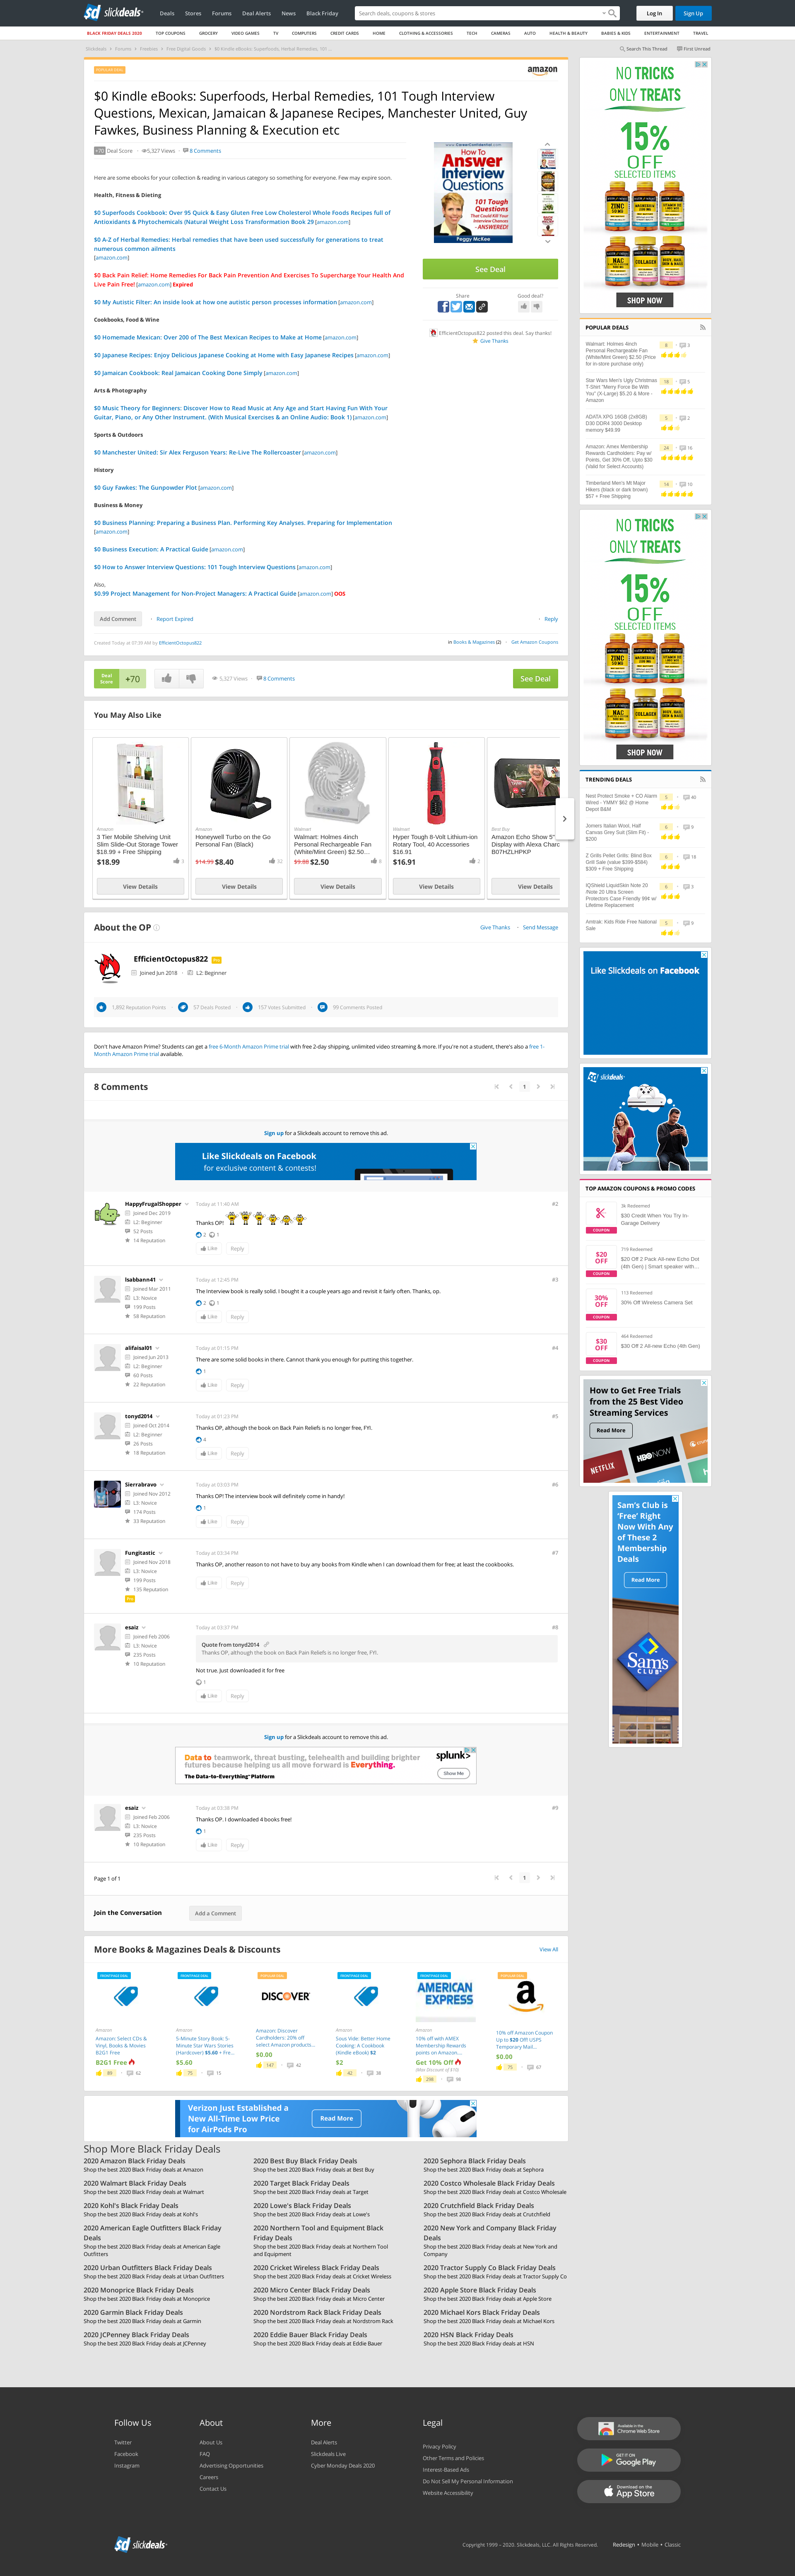 slickdeals
Deals Stores Forums Deal Alerts News Black Friday
Search deals, coupons & stores
Log In
Sign Up
BLACK FRIDAY DEALS 2020 TOP COUPONS GROCERY VIDEO GAMES TV COMPUTERS CREDIT CARDS HOME CLOTHING & ACCESSORIES TECH CAMERAS AUTO HEALTH & BEAUTY BABIES & KIDS ENTERTAINMENT TRAVEL
Slickdeals Forums Freebies Free Digital Goods $0 Kindle eBooks: Superfoods, Herbal Remedies, 101 ...
Search This Thread First Unread
POPULAR DEAL
amazon.com
$0 Kindle eBooks: Superfoods, Herbal Remedies, 101 Tough Interview
Questions, Mexican, Jamaican & Japanese Recipes, Manchester United, Guy
Fawkes, Business Planning & Execution etc
+70 Deal Score 5,327 Views 8 Comments
Here are some ebooks for your collection & reading in various category so something for everyone. Few may expire soon.
Health, Fitness & Dieting
$0 Superfoods Cookbook: Over 95 Quick & Easy Gluten Free Low Cholesterol Whole Foods Recipes full of
Antioxidants & Phytochemicals (Natural Weight Loss Transformation Book 29 [amazon.com]
$0 A-Z of Herbal Remedies: Herbal remedies that have been used successfully for generations to treat
numerous common ailments
[amazon.com]
$0 Back Pain Relief: Home Remedies For Back Pain Prevention And Exercises To Supercharge Your Health And
Live Pain Free! [amazon.com] Expired
$0 My Autistic Filter: An inside look at how one autistic person processes information [amazon.com]
Cookbooks, Food & Wine
$0 Homemade Mexican: Over 200 of The Best Mexican Recipes to Make at Home [amazon.com]
$0 Japanese Recipes: Enjoy Delicious Japanese Cooking at Home with Easy Japanese Recipes [amazon.com]
$0 Jamaican Cookbook: Real Jamaican Cooking Done Simply [amazon.com]
Arts & Photography
$0 Music Theory for Beginners: Discover How to Read Music at Any Age and Start Having Fun With Your
Guitar, Piano, or Any Other Instrument. (With Musical Exercises & an Online Audio: Book 1) [amazon.com]
Sports & Outdoors
$0 Manchester United: Sir Alex Ferguson Years: Re-Live The Rollercoaster [amazon.com]
History
$0 Guy Fawkes: The Gunpowder Plot [amazon.com]
Business & Money
$0 Business Planning: Preparing a Business Plan. Performing Key Analyses. Preparing for Implementation
[amazon.com]
$0 Business Execution: A Practical Guide [amazon.com]
$0 How to Answer Interview Questions: 101 Tough Interview Questions [amazon.com]
Also,
$0.99 Project Management for Non-Project Managers: A Practical Guide [amazon.com] OOS
Add Comment Report Expired Reply
Created Today at 07:59 AM by EfficientOctopus822
in Books & Magazines (2) Get Amazon Coupons
How To
Answer
Interview
Questions
101 Tough
Questions
That Could Kill Your
Interview Chances
- ANSWERED!
Peggy McKee
See Deal
Share Good deal?
EfficientOctopus822 posted this deal. Say thanks!
Give Thanks
Deal
Score +70 5,327 Views 8 Comments See Deal
You May Also Like
Amazon
3 Tier Mobile Shelving Unit
Slim Slide-Out Storage Tower
$18.99 + Free Shipping
$18.99 3
View Details
Amazon
Honeywell Turbo on the Go
Personal Fan (Black)
$14.99 $8.40 32
View Details
Walmart
Walmart: Holmes 4inch
Personal Rechargeable Fan
(White/Mint Green) $2.50...
$9.88 $2.50 8
View Details
Walmart
Hyper Tough 8-Volt Lithium-ion
Rotary Tool, 40 Accessories
$16.91
$16.91 2
View Details
Best Buy
Amazon Echo Show 5"
Display with Alexa Charc
B07HZLHPKP
View Details
About the OP
Give Thanks Send Message
EfficientOctopus822 Pro
Joined Jun 2018 L2: Beginner
1,892 Reputation Points 57 Deals Posted 157 Votes Submitted 99 Comments Posted
Don't have Amazon Prime? Students can get a free 6-Month Amazon Prime trial with free 2-day shipping, unlimited video streaming & more. If you're not a student, there's also a free 1-
Month Amazon Prime trial available.
8 Comments
1
Sign up for a Slickdeals account to remove this ad.
Like Slickdeals on Facebook
for exclusive content & contests!
HappyFrugalShopper
Joined Dec 2019
L2: Beginner
52 Posts
14 Reputation
Today at 11:40 AM #2
Thanks OP!
2 1
Like Reply
lsabbann41
Joined Mar 2011
L3: Novice
199 Posts
58 Reputation
Today at 12:45 PM #3
The Interview book is really solid. I bought it a couple years ago and revisit it fairly often. Thanks, op.
2 1
Like Reply
alifaisal01
Joined Jun 2013
L2: Beginner
60 Posts
22 Reputation
Today at 01:15 PM #4
There are some solid books in there. Cannot thank you enough for putting this together.
1
Like Reply
tonyd2014
Joined Oct 2014
L2: Beginner
26 Posts
18 Reputation
Today at 01:23 PM #5
Thanks OP, although the book on Back Pain Reliefs is no longer free, FYI.
4
Like Reply
Sierrabravo
Joined Nov 2012
L3: Novice
174 Posts
33 Reputation
Today at 03:03 PM #6
Thanks OP! The interview book will definitely come in handy!
1
Like Reply
Fungitastic
Joined Nov 2018
L3: Novice
199 Posts
135 Reputation
Pro
Today at 03:34 PM #7
Thanks OP, another reason to not have to buy any books from Kindle when I can download them for free; at least the cookbooks.
Like Reply
esaiz
Joined Feb 2006
L3: Novice
235 Posts
10 Reputation
Today at 03:37 PM #8
Quote from tonyd2014
Thanks OP, although the book on Back Pain Reliefs is no longer free, FYI.
Not true. Just downloaded it for free
1
Like Reply
Sign up for a Slickdeals account to remove this ad.
Data to teamwork, threat busting, telehealth and building brighter
futures because helping us all move forward is Everything.
The Data-to-Everything™ Platform
splunk>
Show Me
esaiz
Joined Feb 2006
L3: Novice
235 Posts
10 Reputation
Today at 03:38 PM #9
Thanks OP. I downloaded 4 books free!
1
Like Reply
Page 1 of 1 1
Join the Conversation Add a Comment
More Books & Magazines Deals & Discounts View All
FRONTPAGE DEAL
Amazon
Amazon: Select CDs &
Vinyl, Books & Movies
B2G1 Free
B2G1 Free
89 62
FRONTPAGE DEAL
Amazon
5-Minute Story Book: 5-
Minute Star Wars Stories
(Hardcover) $5.60 + Fre...
$5.60
75 15
POPULAR DEAL
DISCOVER
Amazon: Discover
Cardholders: 20% off
select Amazon products...
$0.00
147 42
FRONTPAGE DEAL
Amazon
Sous Vide: Better Home
Cooking: A Cookbook
(Kindle eBook) $2
$2
42 38
FRONTPAGE DEAL
AMERICAN
EXPRESS
Amazon
10% off with AMEX
Membership Rewards
points on Amazon...
Get 10% Off
(Max Discount of $10)
298 98
POPULAR DEAL
10% off Amazon Coupon
Up to $20 Off! USPS
Temporary Mail...
$0.00
75 67
Verizon Just Established a
New All-Time Low Price
for AirPods Pro
Read More
Shop More Black Friday Deals
2020 Amazon Black Friday Deals
Shop the best 2020 Black Friday deals at Amazon
2020 Best Buy Black Friday Deals
Shop the best 2020 Black Friday deals at Best Buy
2020 Sephora Black Friday Deals
Shop the best 2020 Black Friday deals at Sephora
2020 Walmart Black Friday Deals
Shop the best 2020 Black Friday deals at Walmart
2020 Target Black Friday Deals
Shop the best 2020 Black Friday deals at Target
2020 Costco Wholesale Black Friday Deals
Shop the best 2020 Black Friday deals at Costco Wholesale
2020 Kohl's Black Friday Deals
Shop the best 2020 Black Friday deals at Kohl's
2020 Lowe's Black Friday Deals
Shop the best 2020 Black Friday deals at Lowe's
2020 Crutchfield Black Friday Deals
Shop the best 2020 Black Friday deals at Crutchfield
2020 American Eagle Outfitters Black Friday
Deals
Shop the best 2020 Black Friday deals at American Eagle
Outfitters
2020 Northern Tool and Equipment Black
Friday Deals
Shop the best 2020 Black Friday deals at Northern Tool
and Equipment
2020 New York and Company Black Friday
Deals
Shop the best 2020 Black Friday deals at New York and
Company
2020 Urban Outfitters Black Friday Deals
Shop the best 2020 Black Friday deals at Urban Outfitters
2020 Cricket Wireless Black Friday Deals
Shop the best 2020 Black Friday deals at Cricket Wireless
2020 Tractor Supply Co Black Friday Deals
Shop the best 2020 Black Friday deals at Tractor Supply Co
2020 Monoprice Black Friday Deals
Shop the best 2020 Black Friday deals at Monoprice
2020 Micro Center Black Friday Deals
Shop the best 2020 Black Friday deals at Micro Center
2020 Apple Store Black Friday Deals
Shop the best 2020 Black Friday deals at Apple Store
2020 Garmin Black Friday Deals
Shop the best 2020 Black Friday deals at Garmin
2020 Nordstrom Rack Black Friday Deals
Shop the best 2020 Black Friday deals at Nordstrom Rack
2020 Michael Kors Black Friday Deals
Shop the best 2020 Black Friday deals at Michael Kors
2020 JCPenney Black Friday Deals
Shop the best 2020 Black Friday deals at JCPenney
2020 Eddie Bauer Black Friday Deals
Shop the best 2020 Black Friday deals at Eddie Bauer
2020 HSN Black Friday Deals
Shop the best 2020 Black Friday deals at HSN
NO TRICKS
ONLY TREATS
15%
OFF
SELECTED ITEMS
ZINC
50 MG
MAGNESIUM
NAC
COLLAGEN
SHOP NOW
POPULAR DEALS
Walmart: Holmes 4inch
Personal Rechargeable Fan
(White/Mint Green) $2.50 (Price
for in-store purchase only)
8 3
Star Wars Men's Ugly Christmas
T-Shirt "Merry Force Be With
You" (X-Large) $5.20 & More -
Amazon
18 5
ADATA XPG 16GB (2x8GB)
D30 DDR4 3000 Desktop
memory $49.99
5 2
Amazon: Amex Membership
Rewards Cardholders: Pay w/
Points, Get 30% Off, Upto $30
(Valid for Select Accounts)
24 16
Timberland Men's Mt Major
Hikers (black or dark brown)
$57 + Free Shipping
14 10
NO TRICKS
ONLY TREATS
15%
OFF
SELECTED ITEMS
ZINC
50 MG
MAGNESIUM
NAC
COLLAGEN
SHOP NOW
TRENDING DEALS
Nest Protect Smoke + CO Alarm
Wired - YMMY $62 @ Home
Depot B&M
5 40
Jomers Italian Wool, Half
Canvas Grey Suit (Slim Fit) -
$200
6 9
Z Grills Pellet Grills: Blind Box
Grill Sale (value $399-$584)
$309 + Free Shipping
6 18
IQShield LiquidSkin Note 20
/Note 20 Ultra Screen
Protectors Case Friendly 99¢ w/
Lifetime Replacement
6 3
Amtrak: Kids Ride Free National
Sale
5 9
Like Slickdeals on Facebook
slickdeals
TOP AMAZON COUPONS & PROMO CODES
3k Redeemed
$30 Credit When You Try In-
Garage Delivery
COUPON
719 Redeemed
$20
OFF
$20 Off 2 Pack All-new Echo Dot
(4th Gen) | Smart speaker with...
COUPON
113 Redeemed
30%
OFF
30% Off Wireless Camera Set
COUPON
464 Redeemed
$30
OFF
$30 Off 2 All-new Echo (4th Gen)
COUPON
How to Get Free Trials
from the 25 Best Video
Streaming Services
Read More
NETFLIX
HBO NOW
Sam's Club is
'Free' Right
Now With Any
of These 2
Membership
Deals
Read More
Sam's
CLUB
Follow Us
Twitter
Facebook
Instagram
About
About Us
FAQ
Advertising Opportunities
Careers
Contact Us
More
Deal Alerts
Slickdeals Live
Cyber Monday Deals 2020
Legal
Privacy Policy
Other Terms and Policies
Interest-Based Ads
Do Not Sell My Personal Information
Website Accessibility
Available in the
Chrome Web Store
GET IT ON
Google Play
Download on the
App Store
slickdeals
Copyright 1999 - 2020. Slickdeals, LLC. All Rights Reserved. Redesign • Mobile • Classic